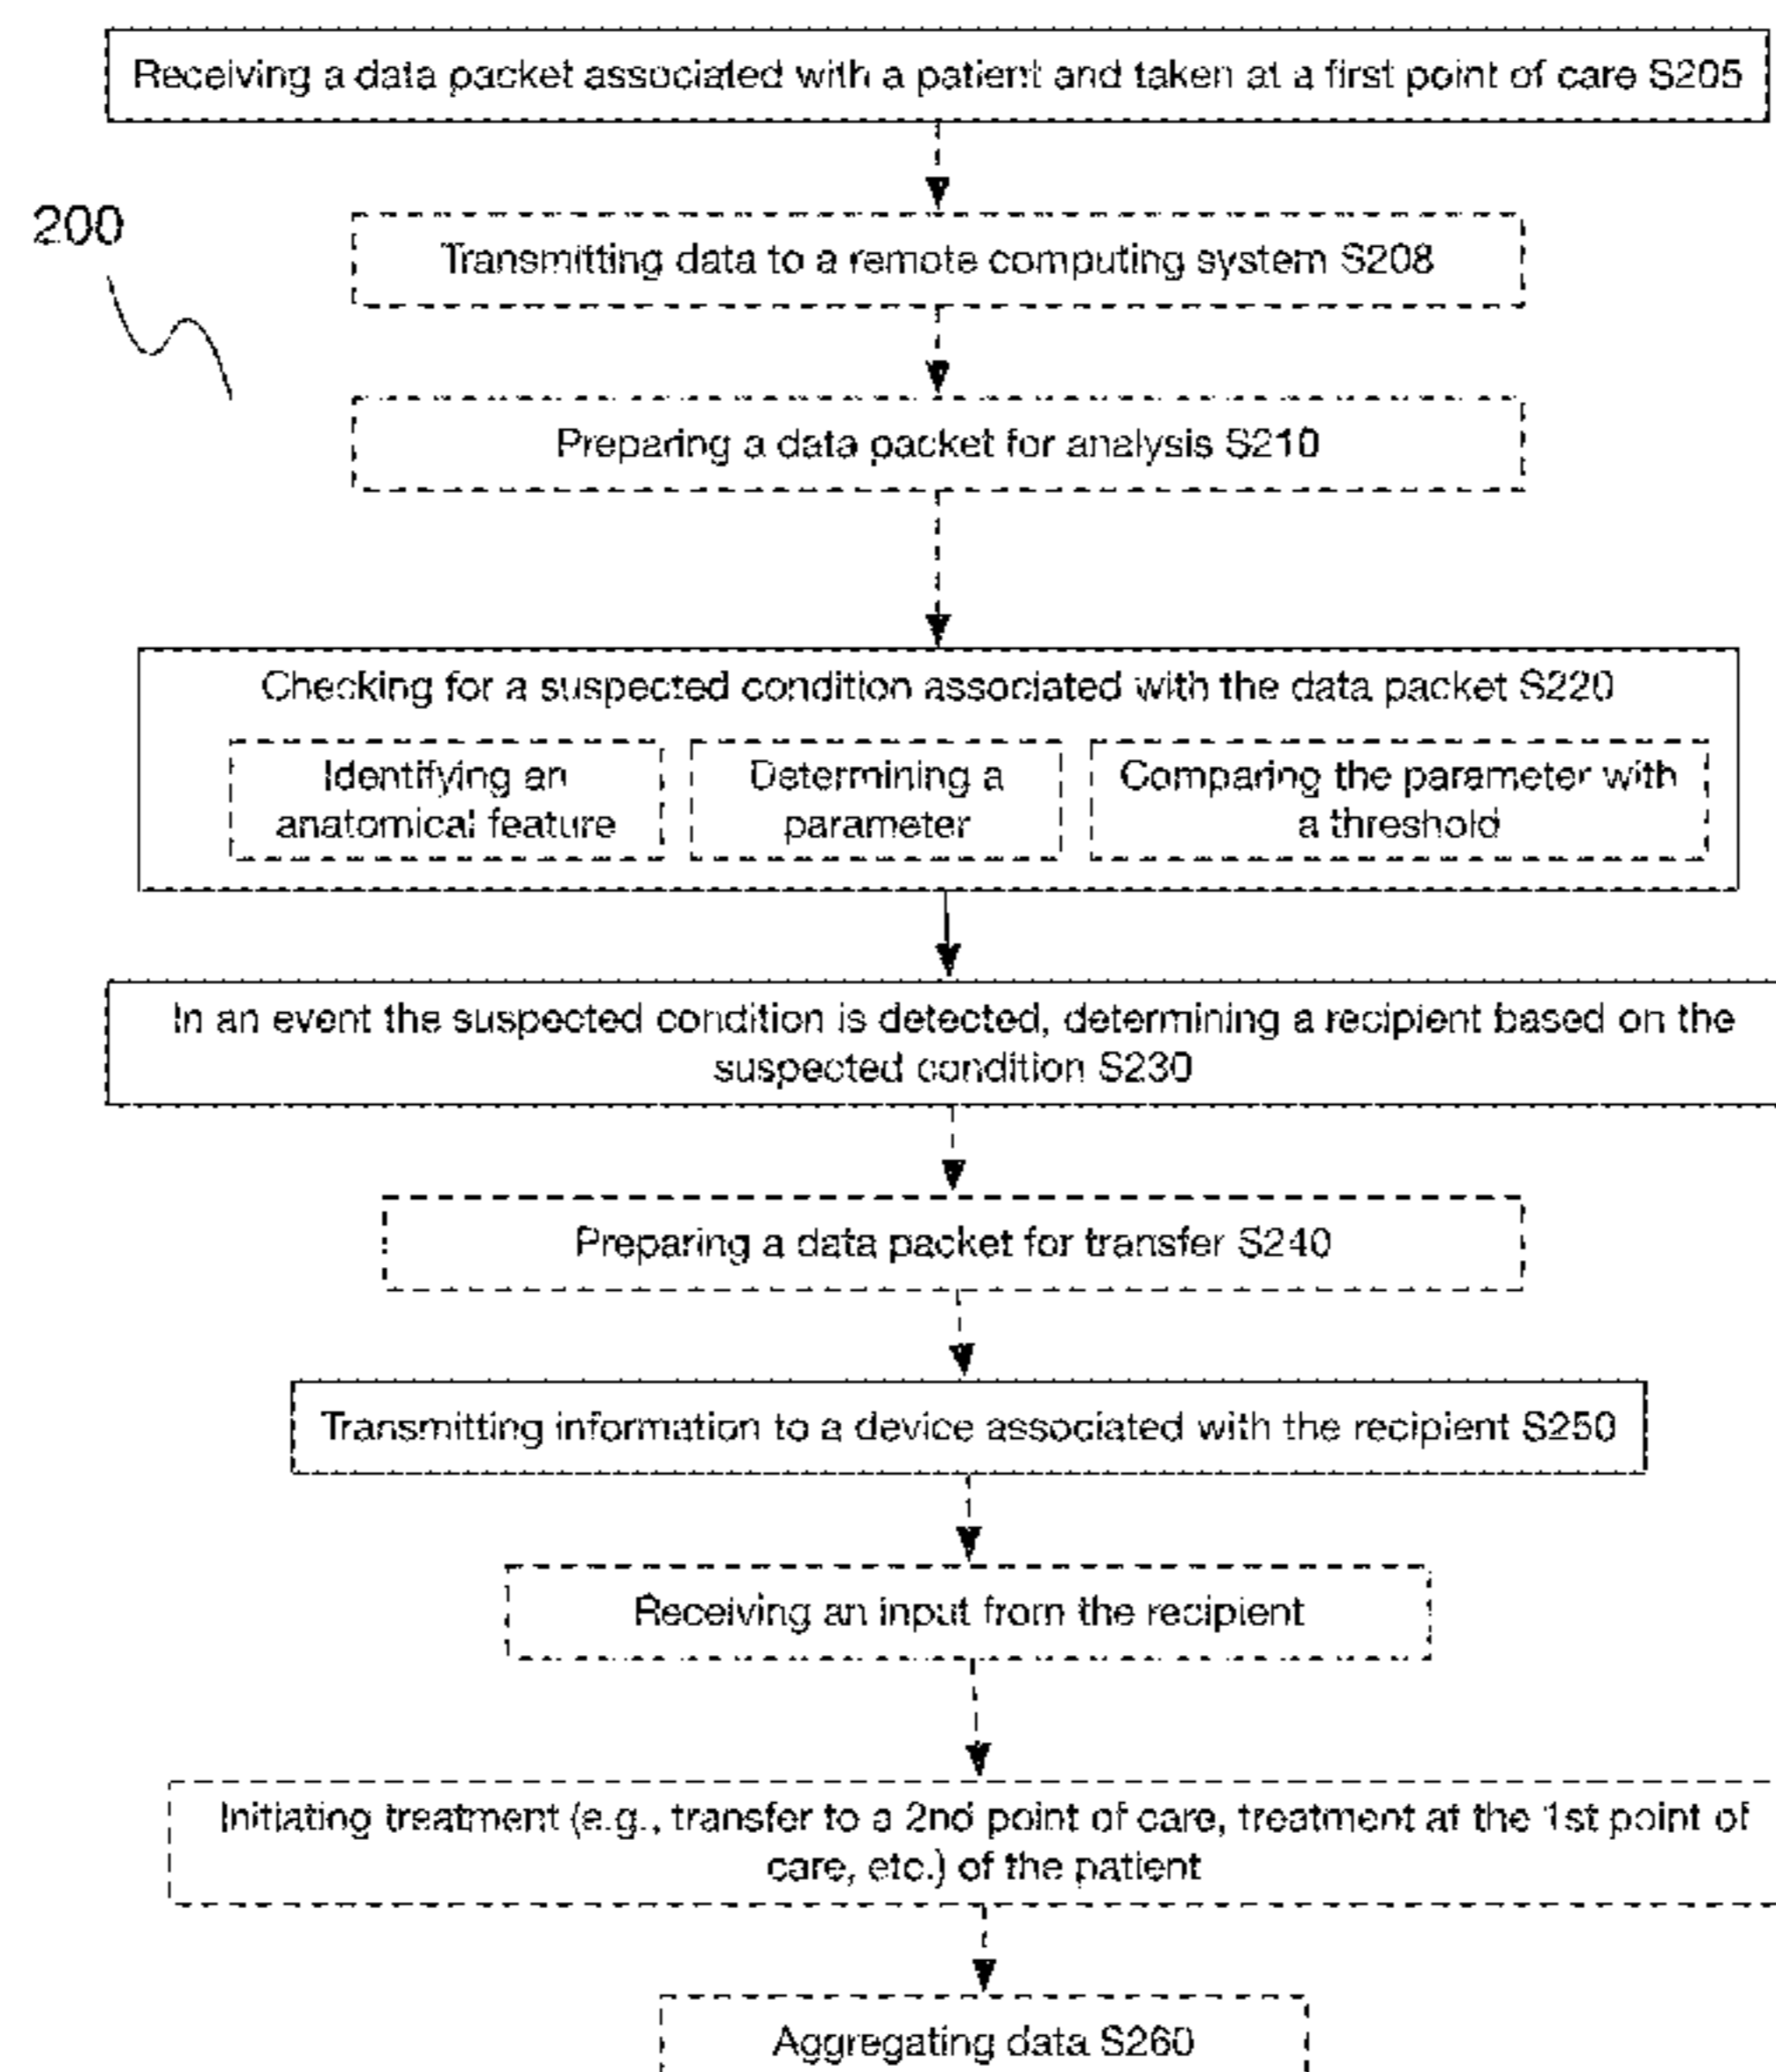 Receiving a data packet associated with a patient and taken at a first point of care S205
200
Transmitting data to a remote computing system S208
Preparing a data packet for analysis S210
Checking for a suspected condition associated with the data packet S220
Identifying an
anatomical feature
Determining a
parameter
Comparing the parameter with
a threshold
In an event the suspected condition is detected, determining a recipient based on the
suspected condition S230
Preparing a data packet for transfer S240
Transmitting information to a device associated with the recipient S250
Receiving an input from the recipient
Initiating treatment (e.g., transfer to a 2nd point of care, treatment at the 1st point of
care, etc.) of the patient
Aggregating data S260